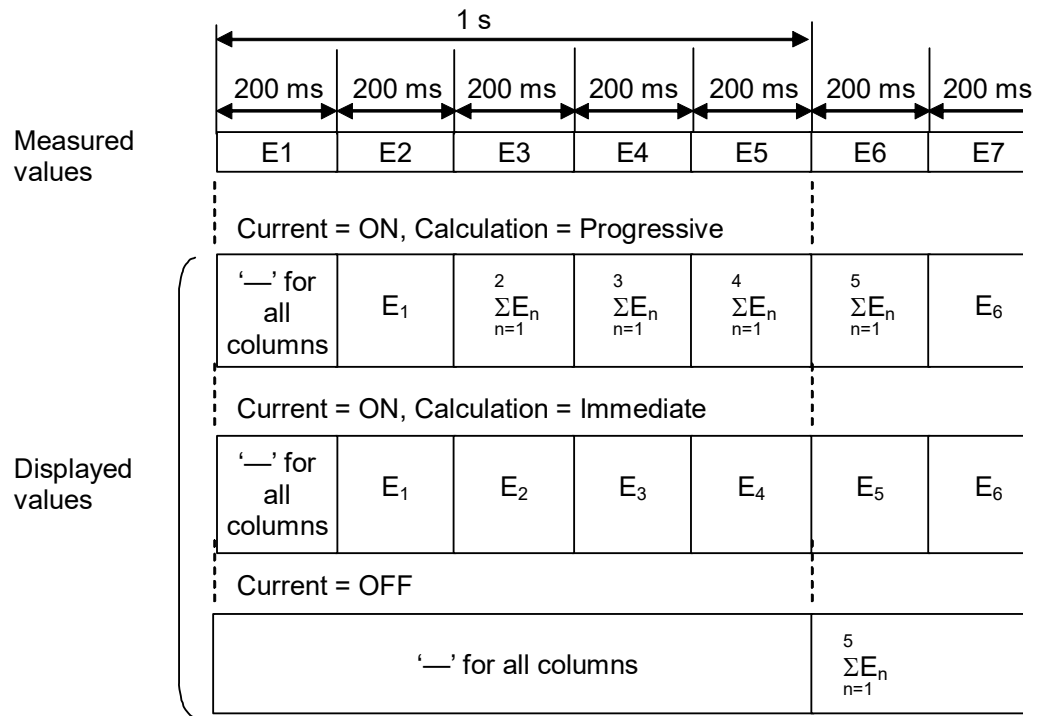 1 s
200 ms 200 ms 200 ms 200 ms 200 ms 200 ms 200 ms
Measured values
E1 E2 E3 E4 E5 E6 E7
Current = ON, Calculation = Progressive
‘—’ for all columns
E₁
2 ΣEₙ n=1
3 ΣEₙ n=1
4 ΣEₙ n=1
5 ΣEₙ n=1
E₆
Current = ON, Calculation = Immediate
Displayed values
‘—’ for all columns
E₁ E₂ E₃ E₄ E₅ E₆
Current = OFF
‘—’ for all columns
5 ΣEₙ n=1